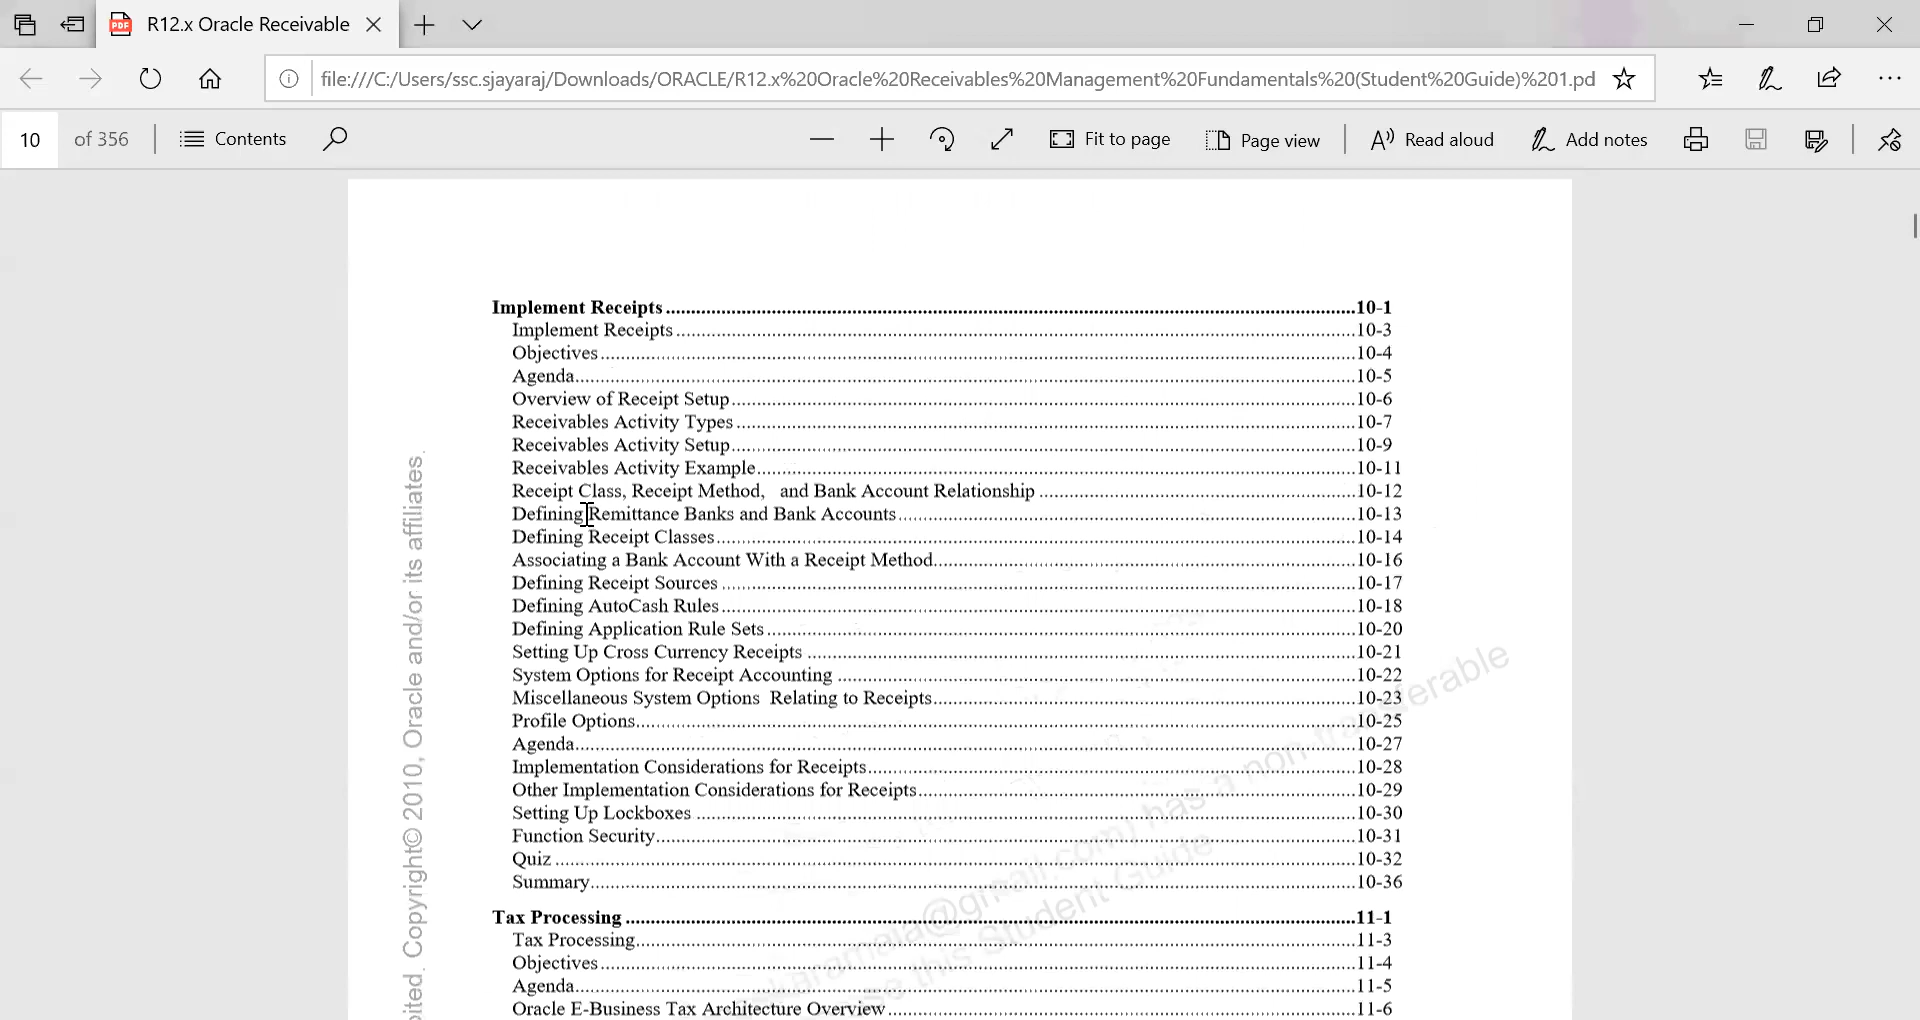 R12.x Oracle Receivable
file:///C:/Users/ssc.sjayaraj/Downloads/ORACLE/R12.x%20Oracle%20Receivables%20Management%20Fundamentals%20(Student%20Guide)%201.pd
10 of 356 Contents Fit to page Page view Read aloud Add notes
Implement Receipts 10-1
Implement Receipts 10-3
Objectives 10-4
Agenda 10-5
Overview of Receipt Setup 10-6
Receivables Activity Types 10-7
Receivables Activity Setup 10-9
Receivables Activity Example 10-11
Receipt Class, Receipt Method, and Bank Account Relationship 10-12
Defining Remittance Banks and Bank Accounts 10-13
Defining Receipt Classes 10-14
Associating a Bank Account With a Receipt Method 10-16
Defining Receipt Sources 10-17
Defining AutoCash Rules 10-18
Defining Application Rule Sets 10-20
Setting Up Cross Currency Receipts 10-21
System Options for Receipt Accounting 10-22
Miscellaneous System Options Relating to Receipts 10-23
Profile Options 10-25
Agenda 10-27
Implementation Considerations for Receipts 10-28
Other Implementation Considerations for Receipts 10-29
Setting Up Lockboxes 10-30
Function Security 10-31
Quiz 10-32
Summary 10-36
Tax Processing 11-1
Tax Processing 11-3
Objectives 11-4
Agenda 11-5
Oracle E-Business Tax Architecture Overview 11-6
Copyright© 2010, Oracle and/or its affiliates.
@gmail.com) has a non-transferable
use this Student Guide